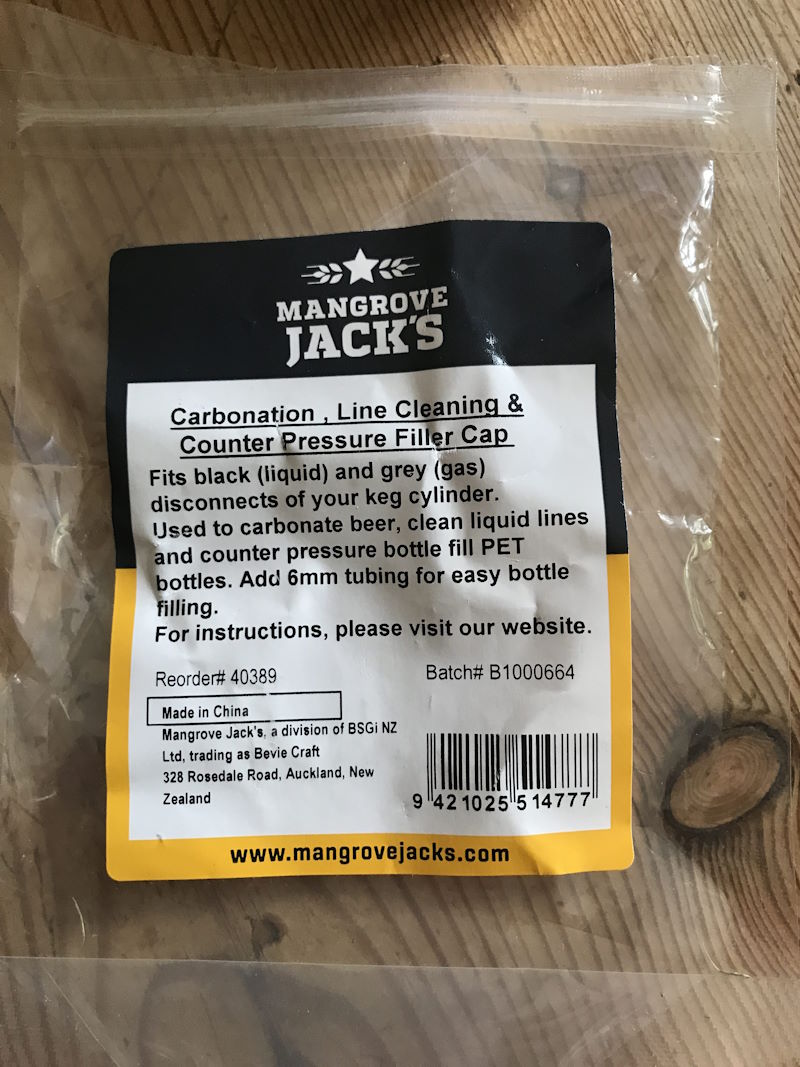 MANGROVE
JACK'S
Carbonation , Line Cleaning &
Counter Pressure Filler Cap
Fits black (liquid) and grey (gas)
disconnects of your keg cylinder.
Used to carbonate beer, clean liquid lines
and counter pressure bottle fill PET
bottles. Add 6mm tubing for easy bottle
filling.
For instructions, please visit our website.
Reorder# 40389
Batch# B1000664
Made in China
Mangrove Jack's, a division of BSGi NZ
Ltd, trading as Bevie Craft
328 Rosedale Road, Auckland, New
Zealand
9 421025 514777
www.mangrovejacks.com